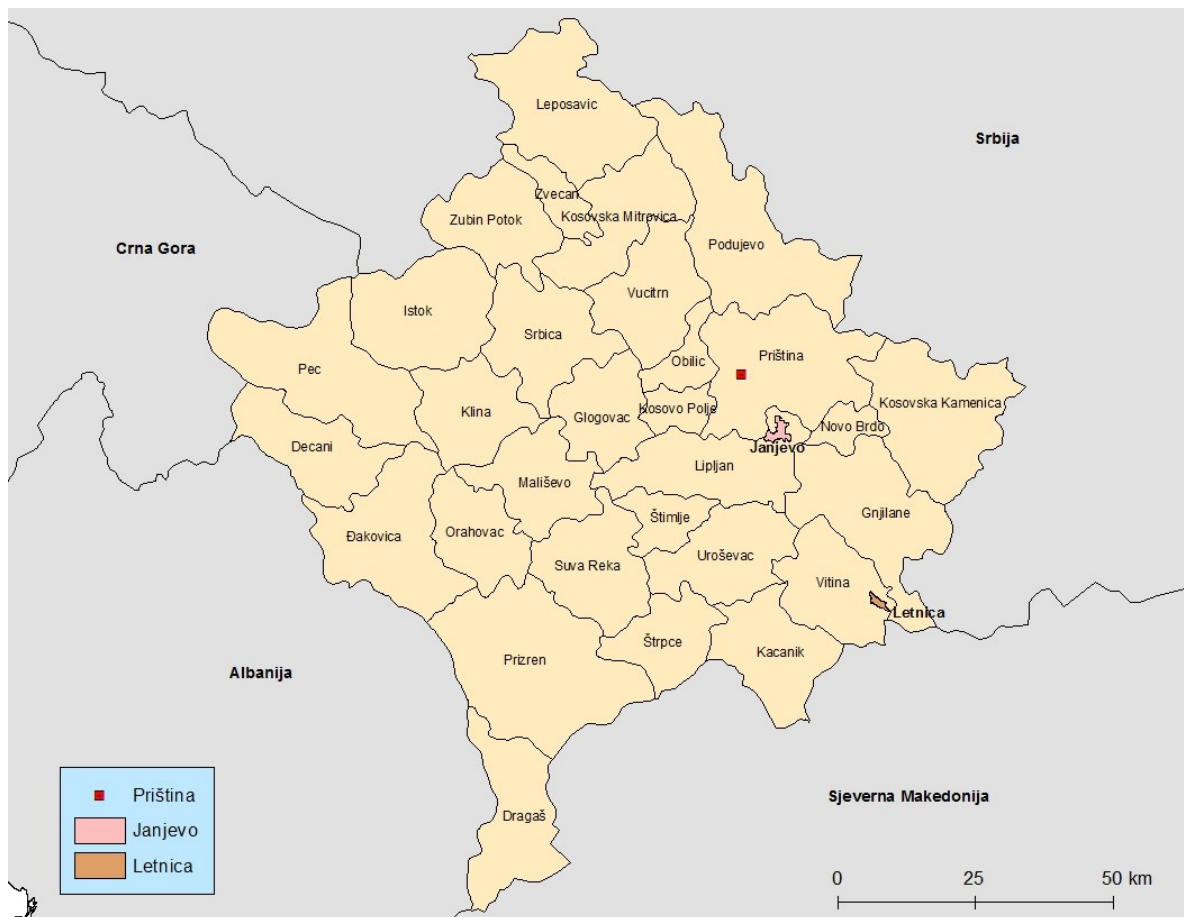 Leposavic
Srbija
Zvecan
Kosovska Mitrovica
Zubin Potok
Crna Gora
Podujevo
Vucitrn
Istok
Srbica
Obilic
Priština
Pec
Kosovska Kamenica
Klina
Kosovo Polje
Glogovac
Novo Brdo
Decani
Janjevo
Lipljan
Mališevo
Gnjilane
Štimlje
Đakovica
Orahovac
Uroševac
Suva Reka
Vitina
Letnica
Štrpce
Kacanik
Prizren
Albanija
Sjeverna Makedonija
Dragaš
Priština
Janjevo
Letnica
0 25 50 km